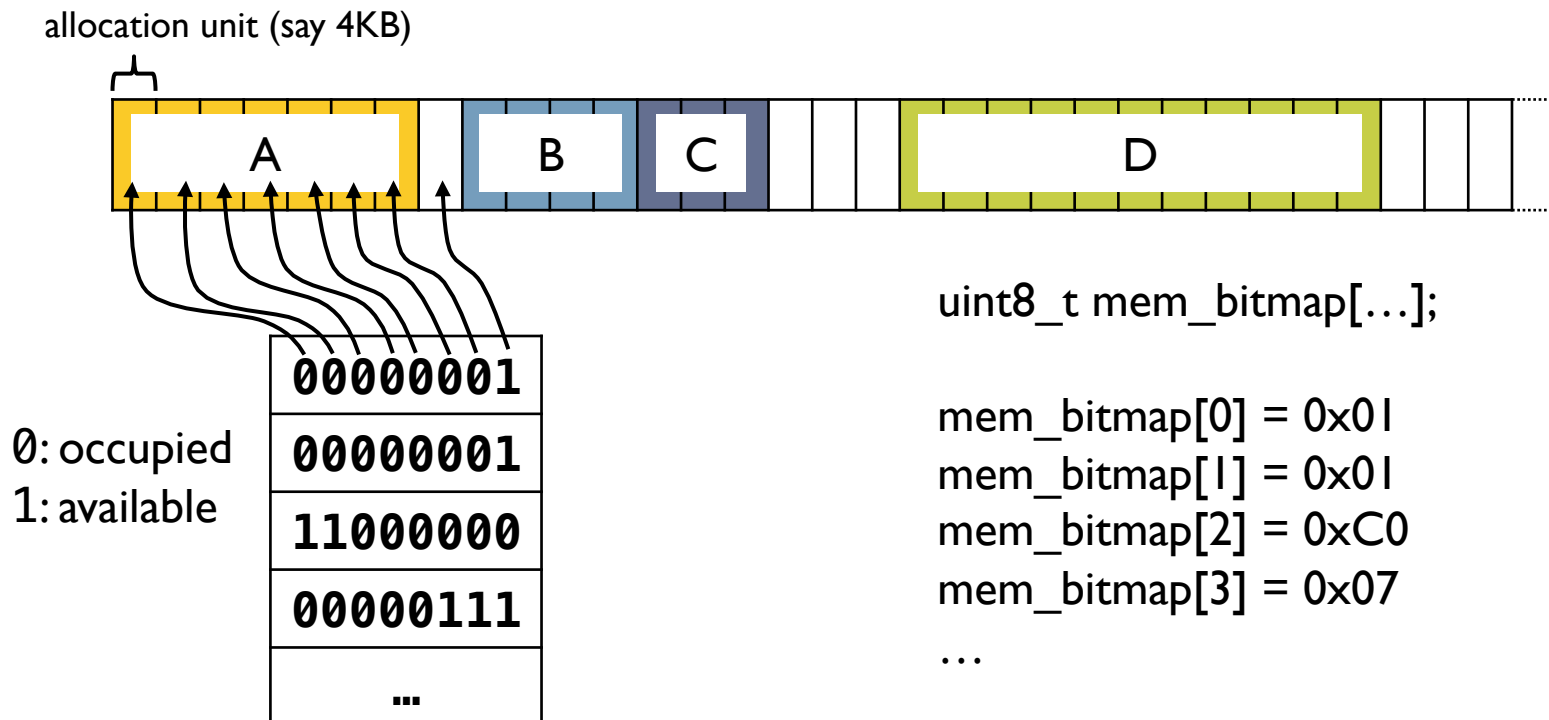 allocation unit (say 4KB)
A
B
C
D
uint8_t mem_bitmap[…];
00000001
mem_bitmap[0] = 0x01
0: occupied
00000001
mem_bitmap[1] = 0x01
1: available
11000000
mem_bitmap[2] = 0xC0
00000111
mem_bitmap[3] = 0x07
…
…